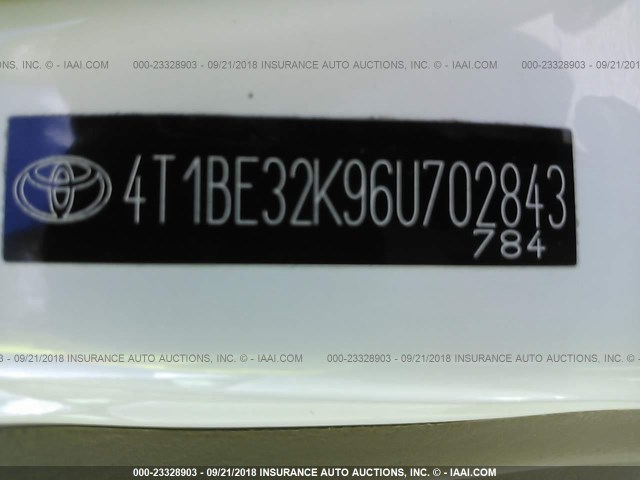 NS, INC. © - IAAI.COM 000-23328903 - 09/21/2018 INSURANCE AUTO AUCTIONS, INC. © - IAAI.COM 000-23328903 - 09/21
4T1BE32K96U702843
784
3 - 09/21/2018 INSURANCE AUTO AUCTIONS, INC. © - IAAI.COM 000-23328903 - 09/21/2018 INSURANCE AUTO AUCTIONS, INC. © -
000-23328903 - 09/21/2018 INSURANCE AUTO AUCTIONS, INC. © - IAAI.COM